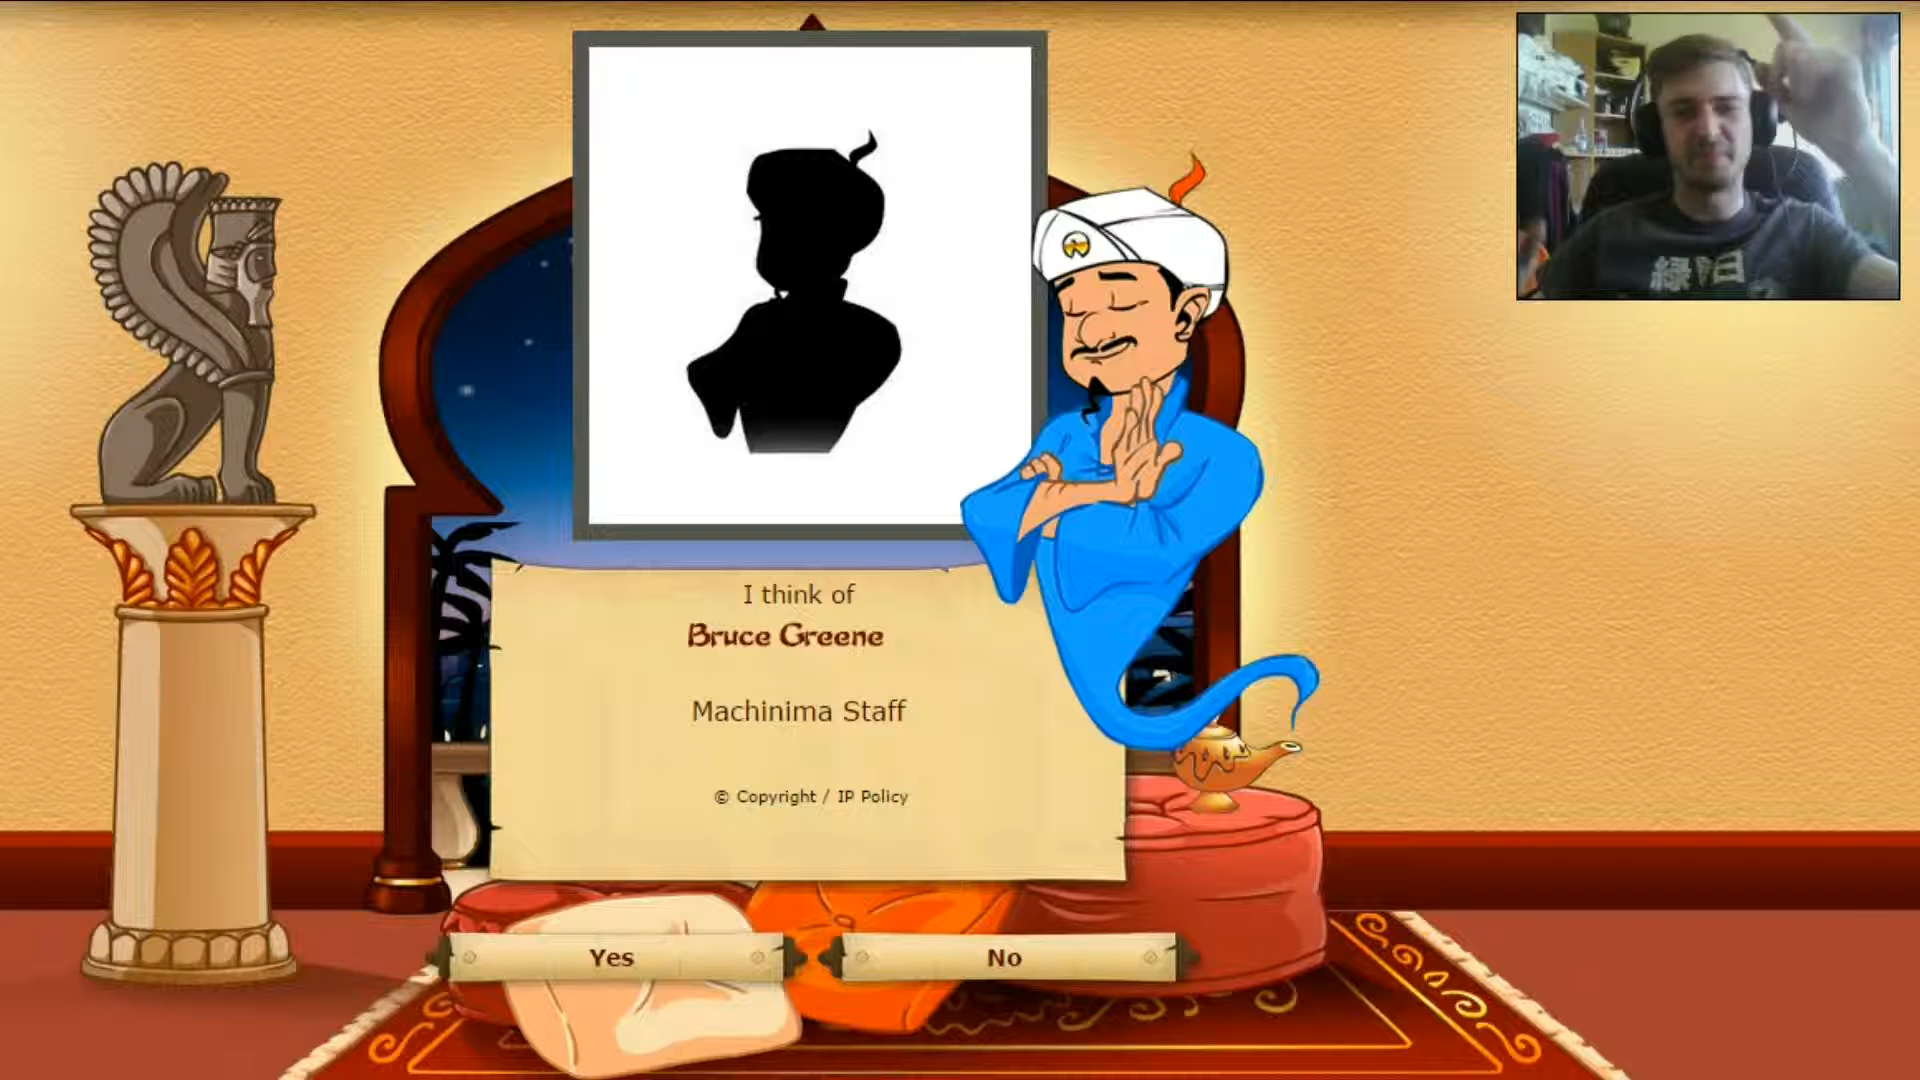 I think of
Bruce Greene
Machinima Staff
© Copyright / IP Policy
Yes
No